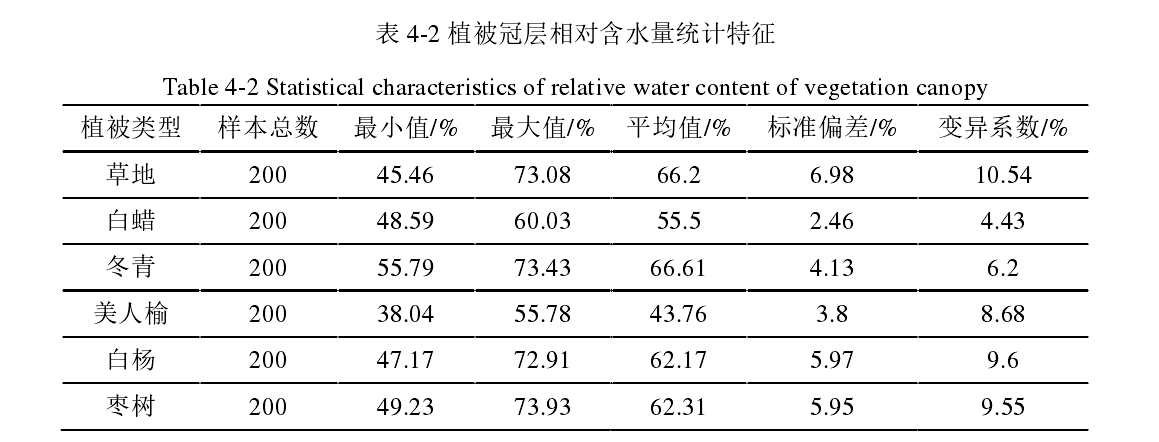 表 4-2 植被冠层相对含水量统计特征
Table 4-2 Statistical characteristics of relative water content of vegetation canopy
植被类型 样本总数 最小值/% 最大值/% 平均值/% 标准偏差/% 变异系数/%
草地 200 45.46 73.08 66.2 6.98 10.54
白蜡 200 48.59 60.03 55.5 2.46 4.43
冬青 200 55.79 73.43 66.61 4.13 6.2
美人榆 200 38.04 55.78 43.76 3.8 8.68
白杨 200 47.17 72.91 62.17 5.97 9.6
枣树 200 49.23 73.93 62.31 5.95 9.55